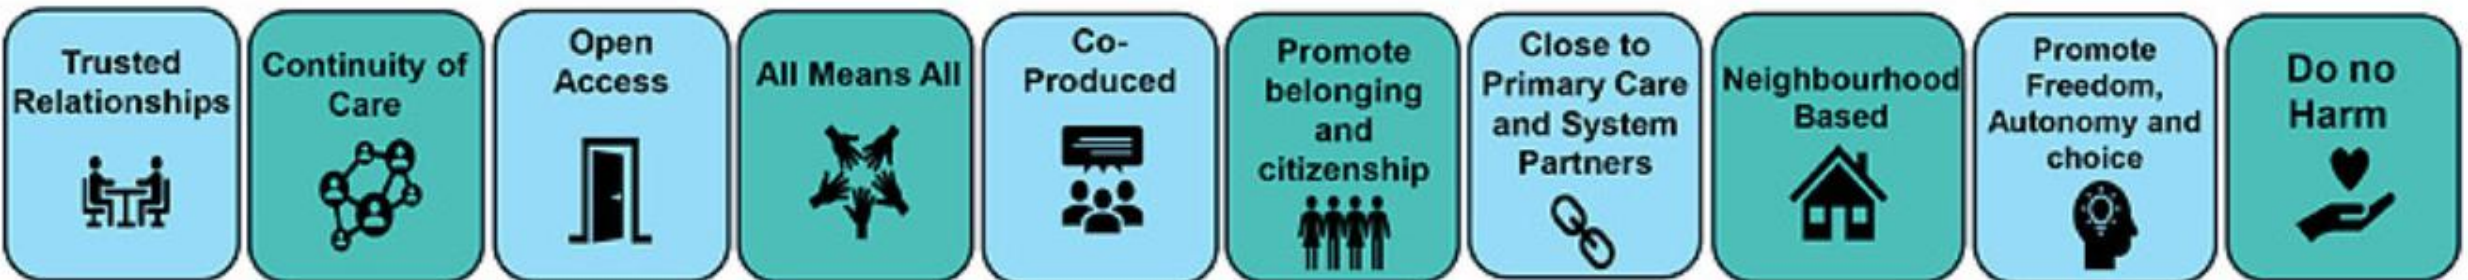 Trusted
Relationships
Continuity of
Care
Open
Access
All Means All
Co-
Produced
Promote
belonging
and
citizenship
Close to
Primary Care
and System
Partners
Neighbourhood
Based
Promote
Freedom,
Autonomy and
choice
Do no
Harm